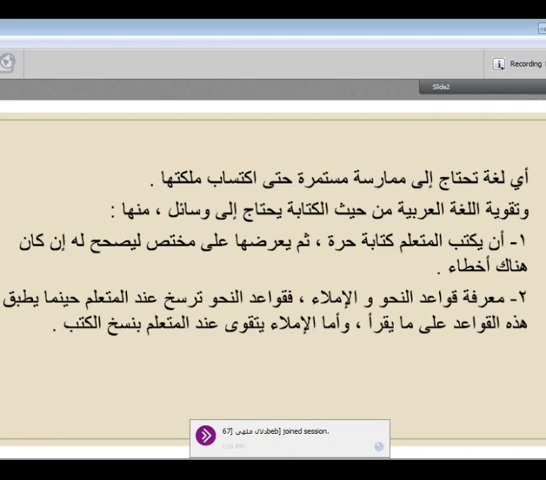 Recording
Slide2
أي لغة تحتاج إلى ممارسة مستمرة حتى اكتساب ملكتها .
وتقوية اللغة العربية من حيث الكتابة يحتاج إلى وسائل ، منها :
١- أن يكتب المتعلم كتابة حرة ، ثم يعرضها على مختص ليصحح له إن كان
هناك أخطاء .
٢- معرفة قواعد النحو و الإملاء ، فقواعد النحو ترسخ عند المتعلم حينما يطبق
هذه القواعد على ما يقرأ ، وأما الإملاء يتقوى عند المتعلم بنسخ الكتب .
joined session.